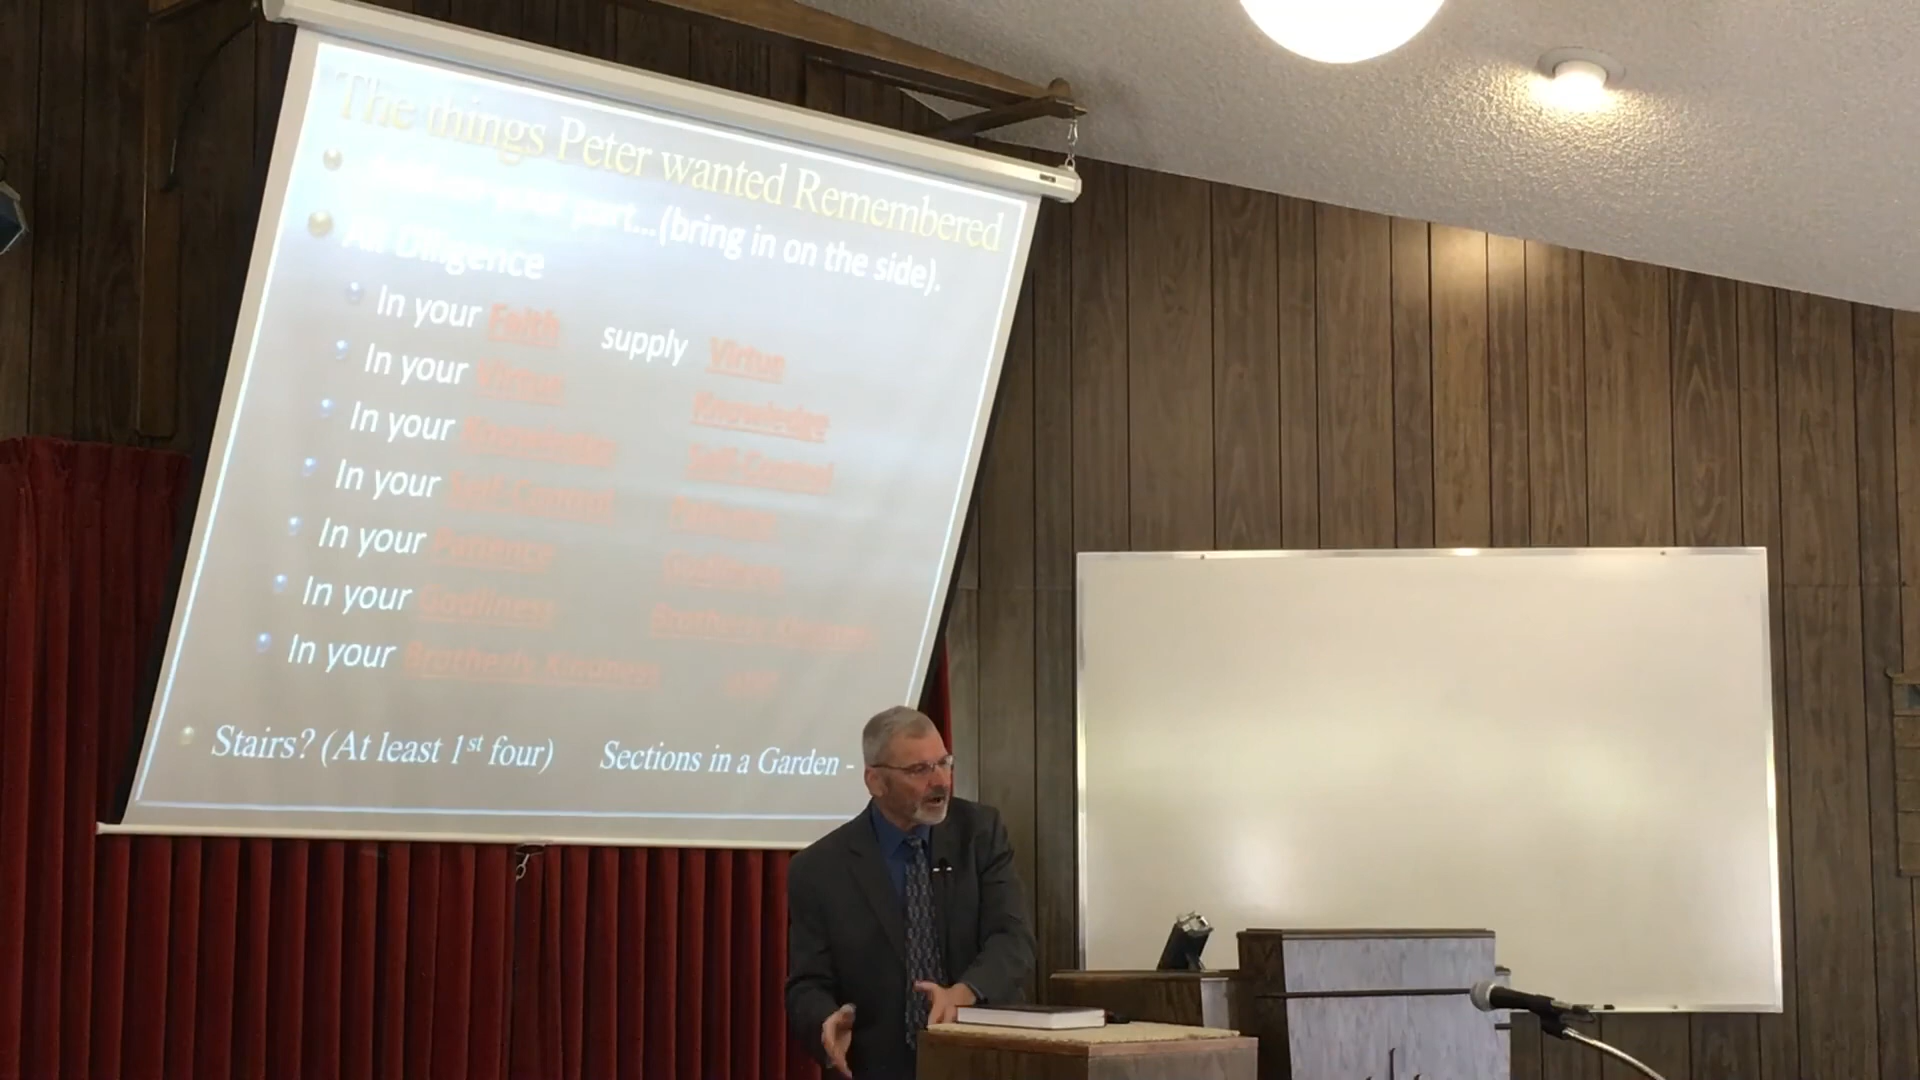 The things Peter wanted Remembered
your part...(bring in on the side).
All Diligence
In your Faith supply Virtue
In your Virtue Knowledge
In your Knowledge Self-Control
In your Self-Control Patience
In your Patience Godliness
In your Godliness Brotherly Kindness
In your Brotherly Kindness
Stairs? (At least 1st four) Sections in a Garden -